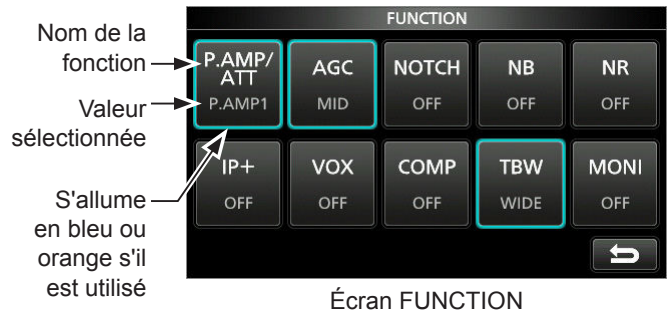 FUNCTION
Nom de la
fonction
Valeur
sélectionnée
S'allume
en bleu ou
orange s'il
est utilisé
P.AMP/
ATT
P.AMP1
AGC
MID
NOTCH
OFF
NB
OFF
NR
OFF
IP+
OFF
VOX
OFF
COMP
OFF
TBW
WIDE
MONI
OFF
Écran FUNCTION